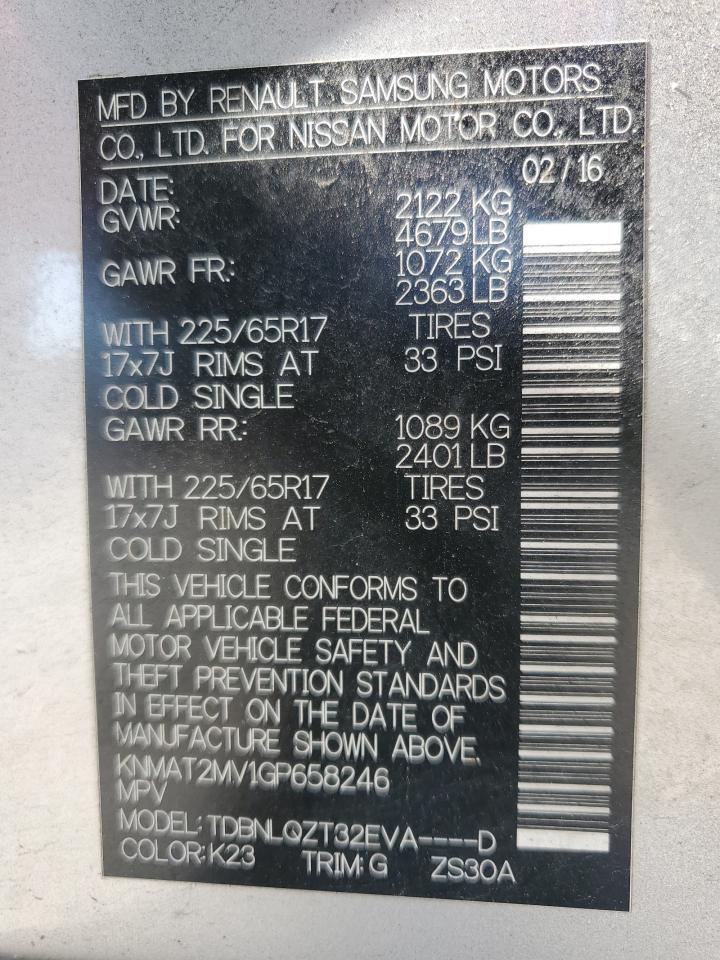 MFD BY RENAULT SAMSUNG MOTORS
CO., LTD. FOR NISSAN MOTOR CO., LTD.
DATE: 02/16
GVWR: 2122 KG
4679 LB
GAWR FR.: 1072 KG
2363 LB
WITH 225/65R17 TIRES
17x7J RIMS AT 33 PSI
COLD SINGLE
GAWR RR.: 1089 KG
2401 LB
WITH 225/65R17 TIRES
17x7J RIMS AT 33 PSI
COLD SINGLE
THIS VEHICLE CONFORMS TO
ALL APPLICABLE FEDERAL
MOTOR VEHICLE SAFETY AND
THEFT PREVENTION STANDARDS
IN EFFECT ON THE DATE OF
MANUFACTURE SHOWN ABOVE.
KNMAT2MV1GP658246
MPV
MODEL: TDBNLQZT32EVA----D
COLOR: K23 TRIM: G ZS30A